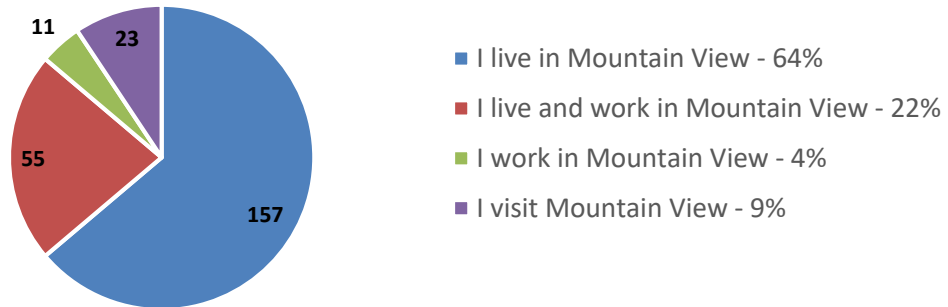 11
23
55
157
I live in Mountain View - 64%
I live and work in Mountain View - 22%
I work in Mountain View - 4%
I visit Mountain View - 9%